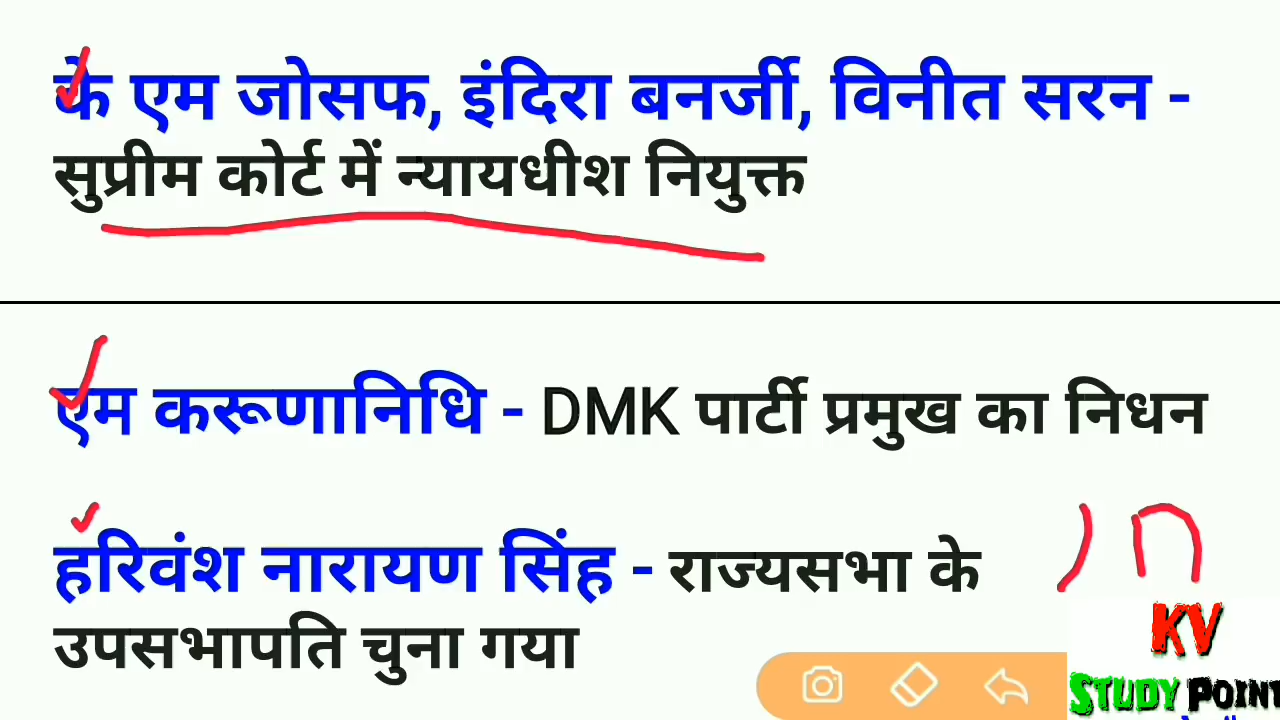 के एम जोसफ, इंदिरा बनर्जी, विनीत सरन -
सुप्रीम कोर्ट में न्यायधीश नियुक्त
एम करूणानिधि - DMK पार्टी प्रमुख का निधन
हरिवंश नारायण सिंह - राज्यसभा के
उपसभापति चुना गया
KV
STUDY POINT